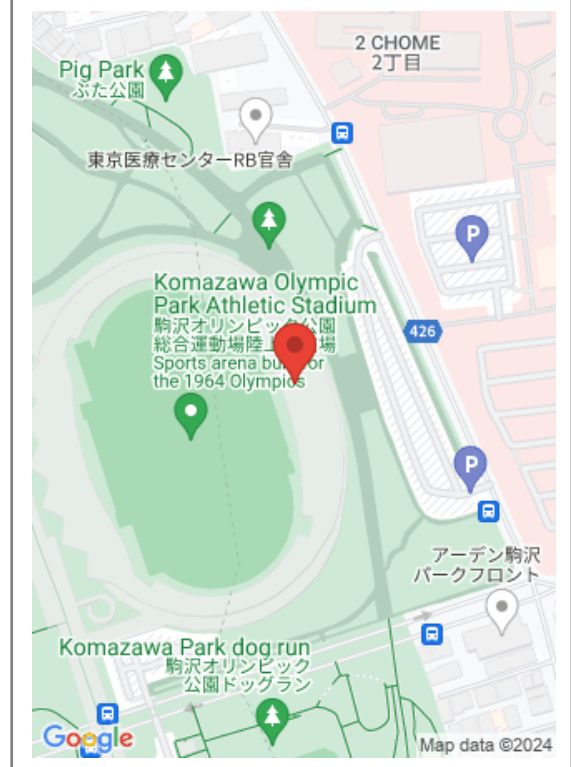 2 CHOME
2丁目
Pig Park
ぶた公園
東京医療センターRB官舎
P
Komazawa Olympic
Park Athletic Stadium
駒沢オリンピック公園
総合運動場陸上 場
Sports arena bu or
the 1964 Olympics
426
P
アーデン駒沢
パークフロント
Komazawa Park dog run
駒沢オリンピック
公園ドッグラン
Google
Map data ©2024